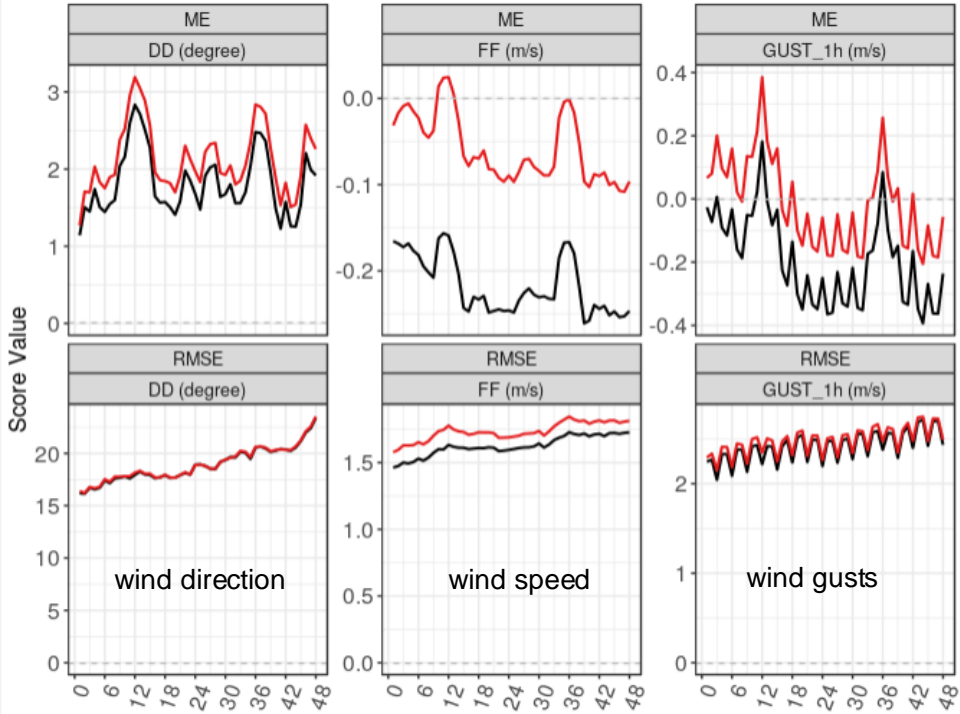 ME
DD (degree)
3
2
1
0
ME
FF (m/s)
0.0
-0.1
-0.2
ME
GUST_1h (m/s)
0.4
0.2
0.0
-0.2
-0.4
Score Value
RMSE
DD (degree)
20
15
10
5
0
wind direction
0 6 12 18 24 30 36 42 48
RMSE
FF (m/s)
1.5
1.0
0.5
0.0
wind speed
0 6 12 18 24 30 36 42 48
RMSE
GUST_1h (m/s)
2
1
0
wind gusts
0 6 12 18 24 30 36 42 48